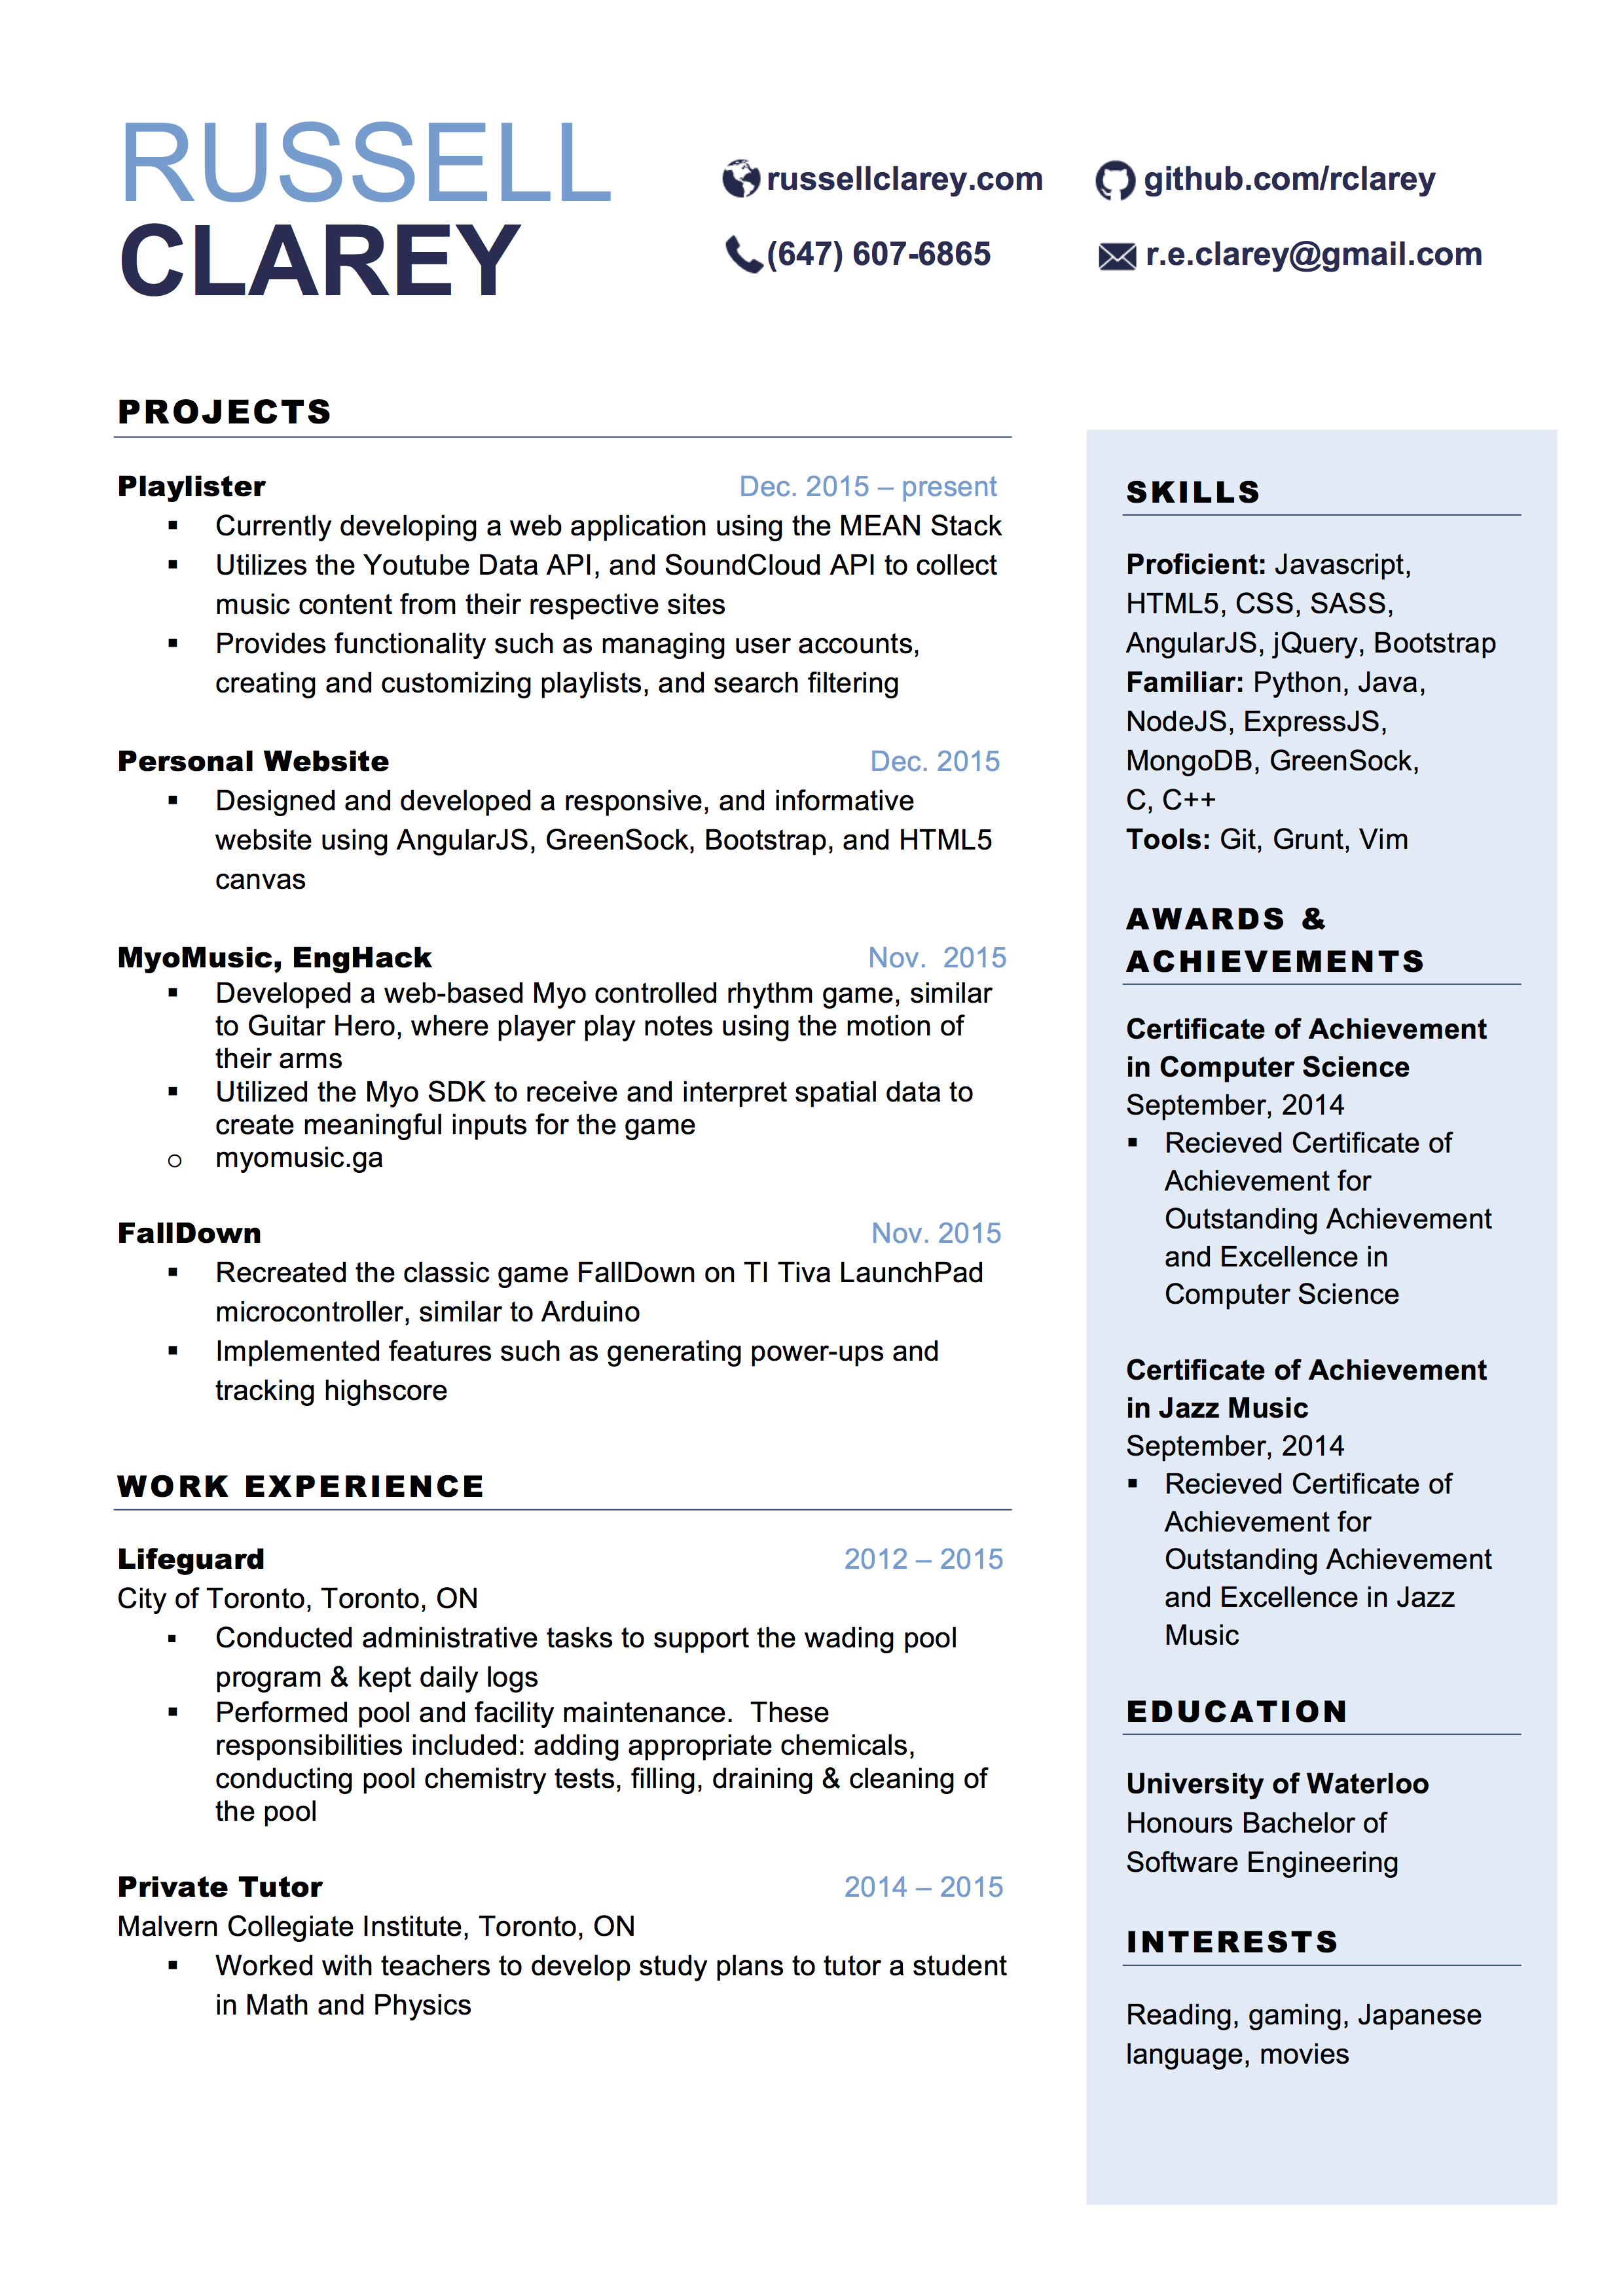 RUSSELL
CLAREY
russellclarey.com
github.com/rclarey
(647) 607-6865
r.e.clarey@gmail.com
PROJECTS
Playlister Dec. 2015 – present
▪ Currently developing a web application using the MEAN Stack
▪ Utilizes the Youtube Data API, and SoundCloud API to collect
music content from their respective sites
▪ Provides functionality such as managing user accounts,
creating and customizing playlists, and search filtering
Personal Website Dec. 2015
▪ Designed and developed a responsive, and informative
website using AngularJS, GreenSock, Bootstrap, and HTML5
canvas
MyoMusic, EngHack Nov.  2015
▪ Developed a web-based Myo controlled rhythm game, similar
to Guitar Hero, where player play notes using the motion of
their arms
▪ Utilized the Myo SDK to receive and interpret spatial data to
create meaningful inputs for the game
o myomusic.ga
FallDown Nov. 2015
▪ Recreated the classic game FallDown on TI Tiva LaunchPad
microcontroller, similar to Arduino
▪ Implemented features such as generating power-ups and
tracking highscore
WORK EXPERIENCE
Lifeguard 2012 – 2015
City of Toronto, Toronto, ON
▪ Conducted administrative tasks to support the wading pool
program & kept daily logs
▪ Performed pool and facility maintenance.  These
responsibilities included: adding appropriate chemicals,
conducting pool chemistry tests, filling, draining & cleaning of
the pool
Private Tutor 2014 – 2015
Malvern Collegiate Institute, Toronto, ON
▪ Worked with teachers to develop study plans to tutor a student
in Math and Physics
SKILLS
Proficient: Javascript,
HTML5, CSS, SASS,
AngularJS, jQuery, Bootstrap
Familiar: Python, Java,
NodeJS, ExpressJS,
MongoDB, GreenSock,
C, C++
Tools: Git, Grunt, Vim
AWARDS &
ACHIEVEMENTS
Certificate of Achievement
in Computer Science
September, 2014
▪ Recieved Certificate of
Achievement for
Outstanding Achievement
and Excellence in
Computer Science
Certificate of Achievement
in Jazz Music
September, 2014
▪ Recieved Certificate of
Achievement for
Outstanding Achievement
and Excellence in Jazz
Music
EDUCATION
University of Waterloo
Honours Bachelor of
Software Engineering
INTERESTS
Reading, gaming, Japanese
language, movies